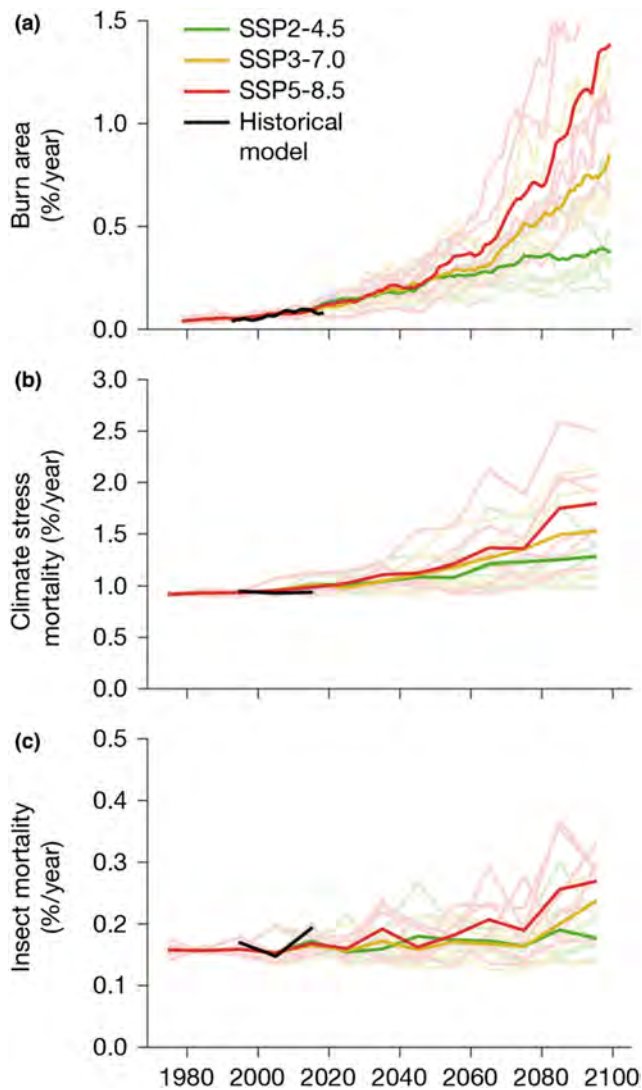 (a)
1.5
1.0
0.5
0.0
Burn area
(%/year)
SSP2-4.5
SSP3-7.0
SSP5-8.5
Historical
model
(b)
3.0
2.5
2.0
1.5
1.0
0.5
0.0
Climate stress
mortality (%/year)
(c)
0.5
0.4
0.3
0.2
0.1
0.0
Insect mortality
(%/year)
1980 2000 2020 2040 2060 2080 2100